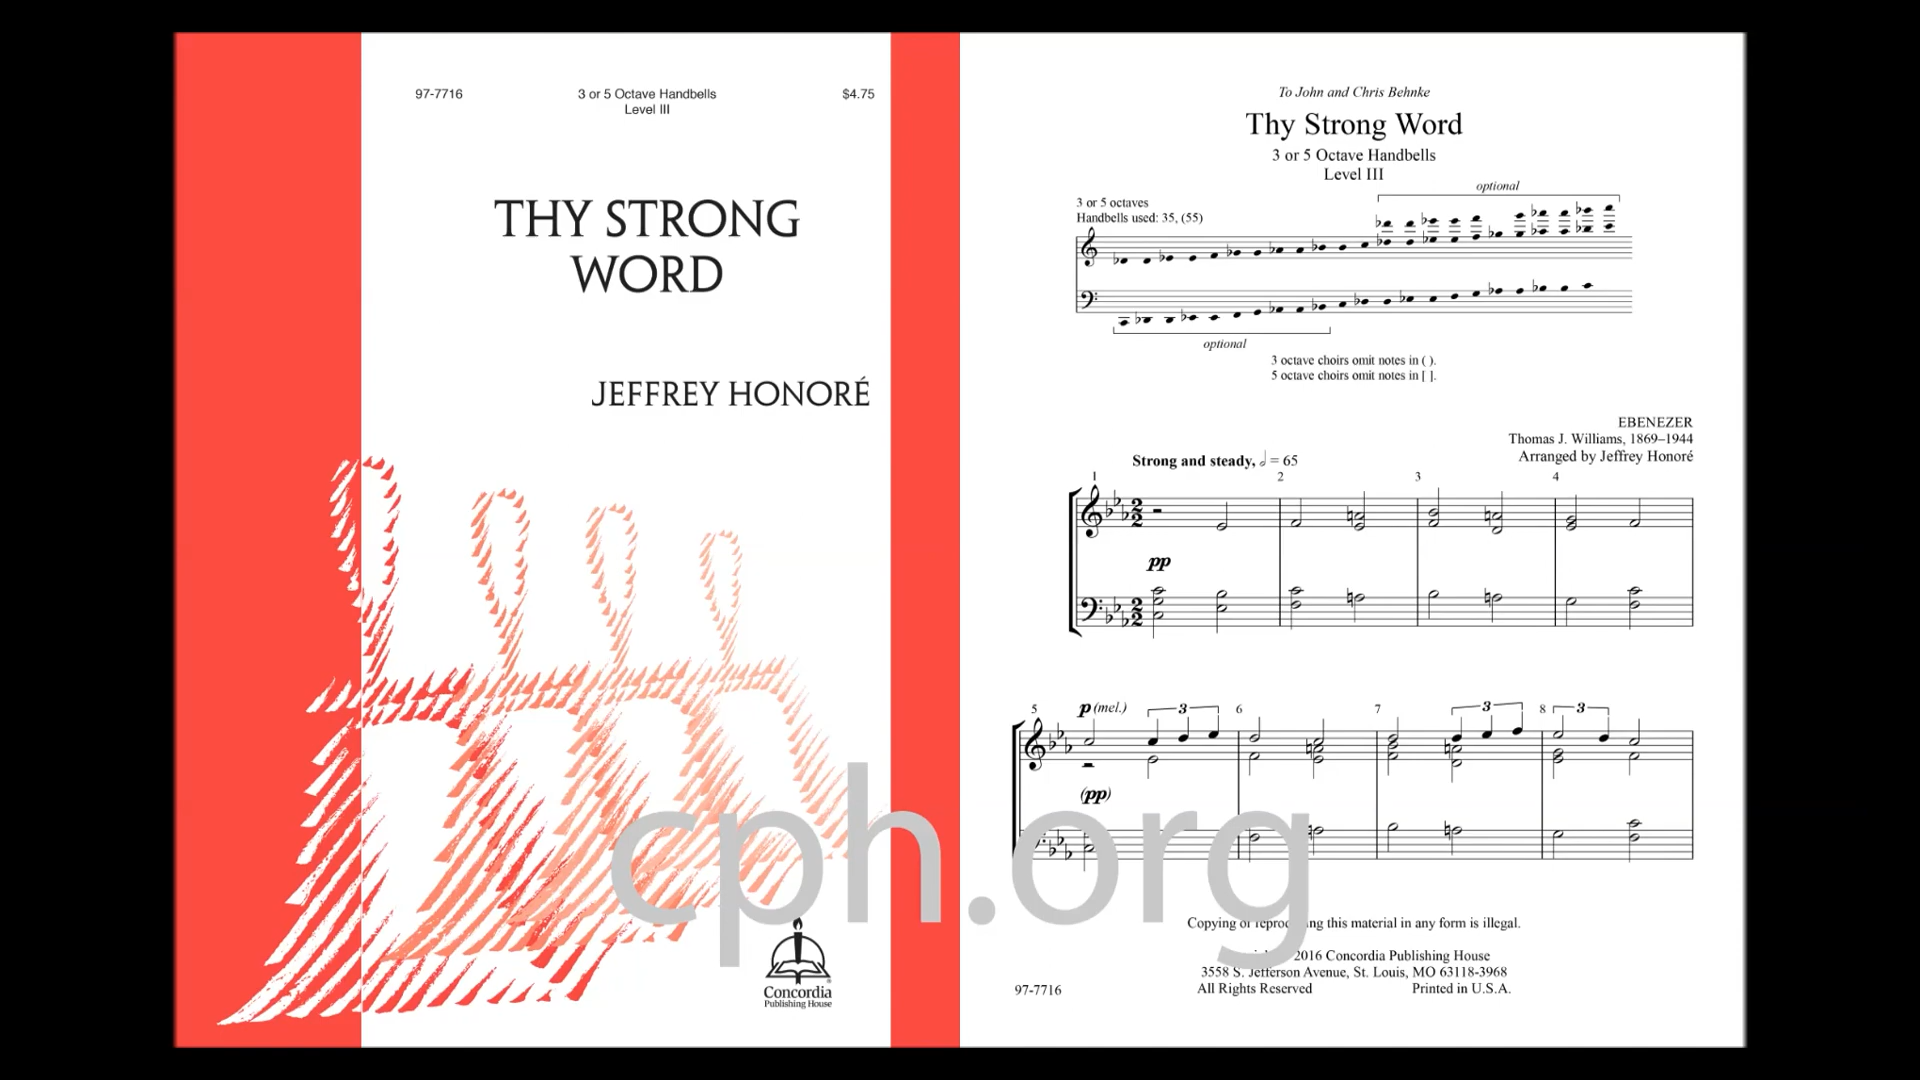 97-7716
3 or 5 Octave Handbells
Level III
$4.75
THY STRONG
WORD
JEFFREY HONORÉ
Concordia
Publishing House
To John and Chris Behnke
Thy Strong Word
3 or 5 Octave Handbells
Level III
optional
3 or 5 octaves
Handbells used: 35, (55)
optional
3 octave choirs omit notes in ( ).
5 octave choirs omit notes in [ ].
EBENEZER
Thomas J. Williams, 1869–1944
Arranged by Jeffrey Honoré
Strong and steady, 𝅗𝅥 = 65
1 2 3 4
pp
5 p (mel.) 3 6 7 3 8 3
(pp)
cph.org
Copying or reproducing this material in any form is illegal.
2016 Concordia Publishing House
3558 S. Jefferson Avenue, St. Louis, MO 63118-3968
97-7716
All Rights Reserved Printed in U.S.A.